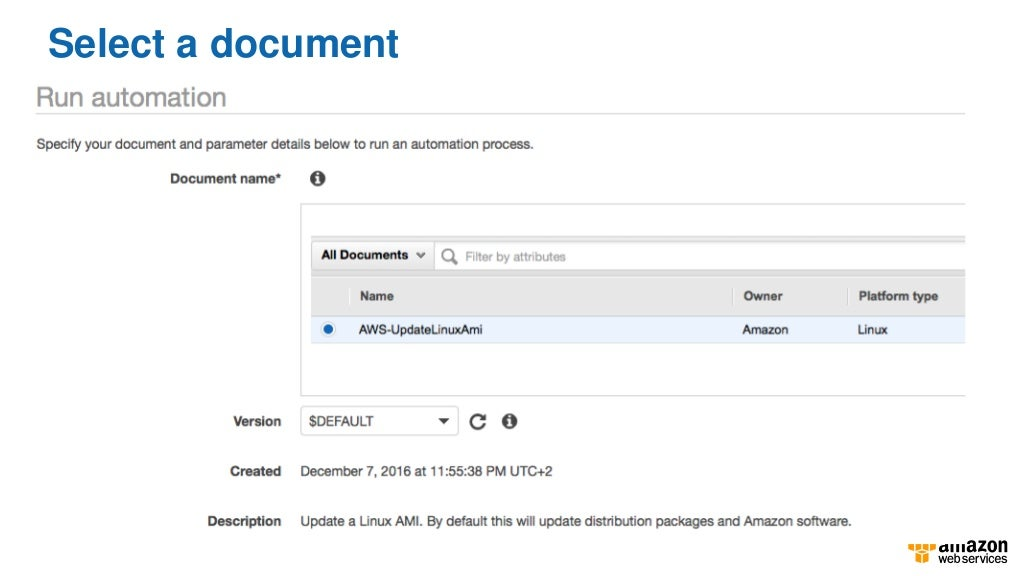 Select a document
Run automation
Specify your document and parameter details below to run an automation process.
Document name*
All Documents Filter by attributes
Name Owner Platform type
AWS-UpdateLinuxAmi Amazon Linux
Version $DEFAULT
Created December 7, 2016 at 11:55:38 PM UTC+2
Description Update a Linux AMI. By default this will update distribution packages and Amazon software.
amazon
web services